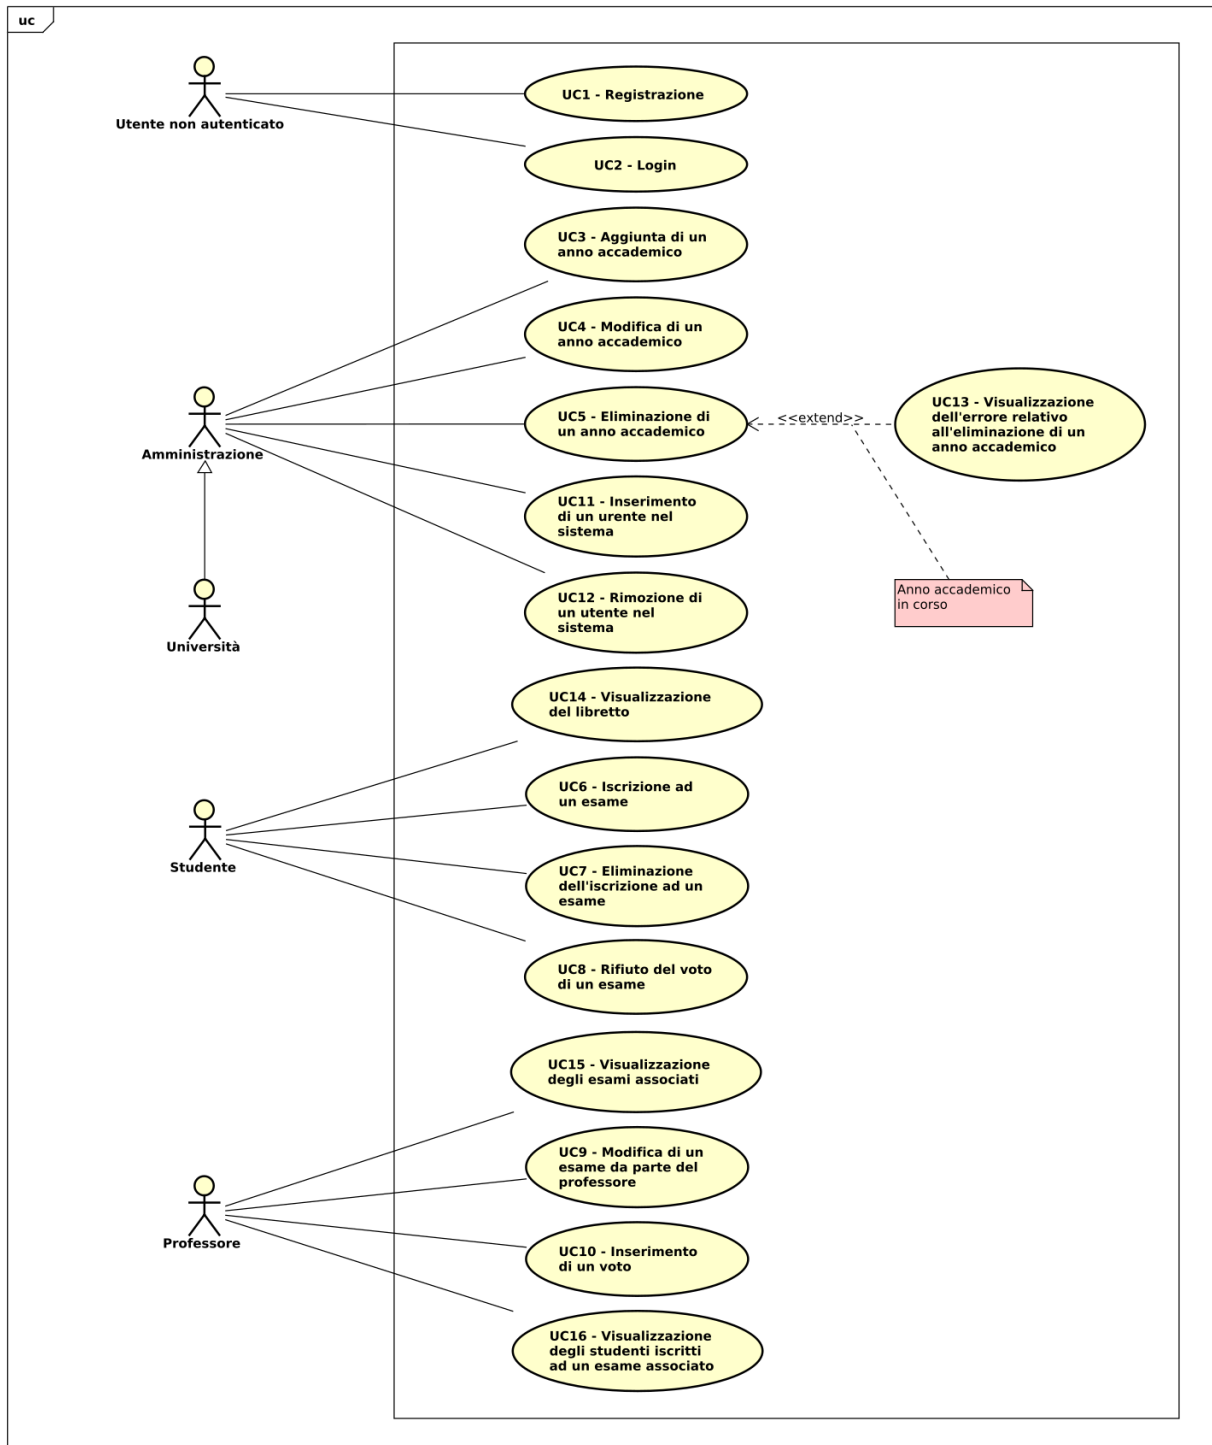 uc
Utente non autenticato
UC1 - Registrazione
UC2 - Login
UC3 - Aggiunta di un
anno accademico
UC4 - Modifica di un
anno accademico
Amministrazione
UC5 - Eliminazione di
un anno accademico
<<extend>>
UC13 - Visualizzazione
dell'errore relativo
all'eliminazione di un
anno accademico
UC11 - Inserimento
di un urente nel
sistema
Anno accademico
in corso
Università
UC12 - Rimozione di
un utente nel
sistema
UC14 - Visualizzazione
del libretto
UC6 - Iscrizione ad
un esame
Studente
UC7 - Eliminazione
dell'iscrizione ad un
esame
UC8 - Rifiuto del voto
di un esame
UC15 - Visualizzazione
degli esami associati
UC9 - Modifica di un
esame da parte del
professore
Professore
UC10 - Inserimento
di un voto
UC16 - Visualizzazione
degli studenti iscritti
ad un esame associato